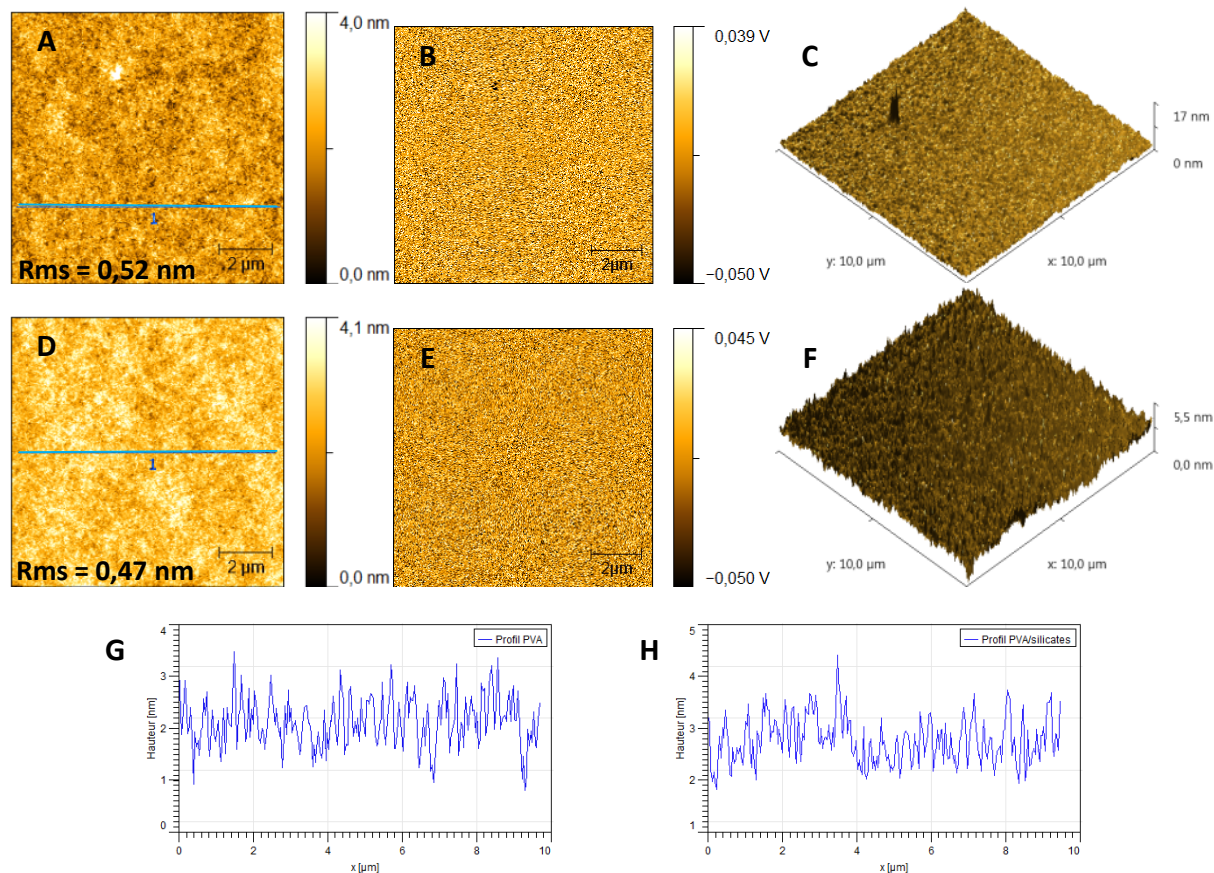 A
4,0 nm
0,0 nm
1
2 µm
Rms = 0,52 nm
B
0,039 V
−0,050 V
2µm
C
17 nm
0 nm
y: 10,0 µm
x: 10,0 µm
D
4,1 nm
0,0 nm
1
2 µm
Rms = 0,47 nm
E
0,045 V
−0,050 V
2µm
F
5,5 nm
0,0 nm
y: 10,0 µm
x: 10,0 µm
G
Profil PVA
Hauteur [nm]
4
3
2
1
0
0 2 4 6 8 10
x [µm]
H
Profil PVA/silicates
Hauteur [nm]
5
4
3
2
1
0 2 4 6 8 10
x [µm]